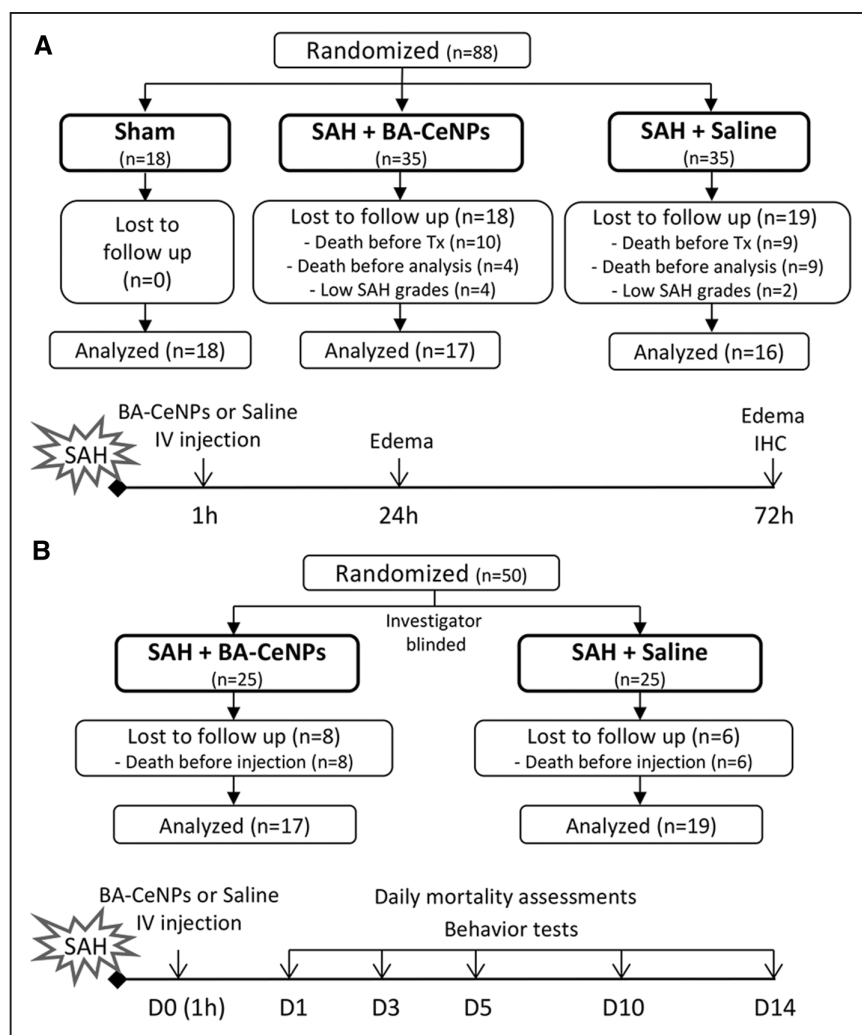 A
Randomized (n=88)
Sham
(n=18)
SAH + BA-CeNPs
(n=35)
SAH + Saline
(n=35)
Lost to
follow up
(n=0)
Lost to follow up (n=18)
- Death before Tx (n=10)
- Death before analysis (n=4)
- Low SAH grades (n=4)
Lost to follow up (n=19)
- Death before Tx (n=9)
- Death before analysis (n=9)
- Low SAH grades (n=2)
Analyzed (n=18)
Analyzed (n=17)
Analyzed (n=16)
SAH
BA-CeNPs or Saline
IV injection
Edema
Edema
IHC
1h
24h
72h
B
Randomized (n=50)
Investigator
blinded
SAH + BA-CeNPs
(n=25)
SAH + Saline
(n=25)
Lost to follow up (n=8)
- Death before injection (n=8)
Lost to follow up (n=6)
- Death before injection (n=6)
Analyzed (n=17)
Analyzed (n=19)
SAH
BA-CeNPs or Saline
IV injection
Daily mortality assessments
Behavior tests
D0 (1h)
D1
D3
D5
D10
D14